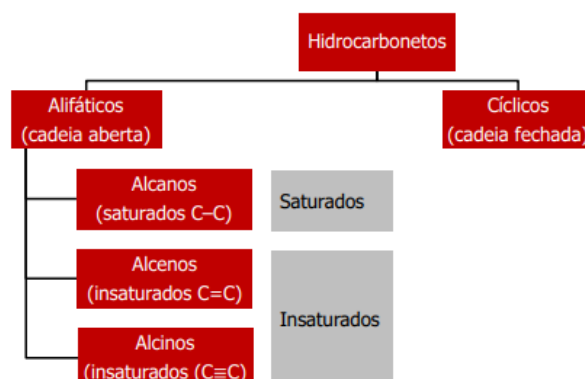 Hidrocarbonetos
Alifáticos
(cadeia aberta)
Cíclicos
(cadeia fechada)
Alcanos
(saturados C–C)
Saturados
Alcenos
(insaturados C=C)
Insaturados
Alcinos
(insaturados (C≡C)